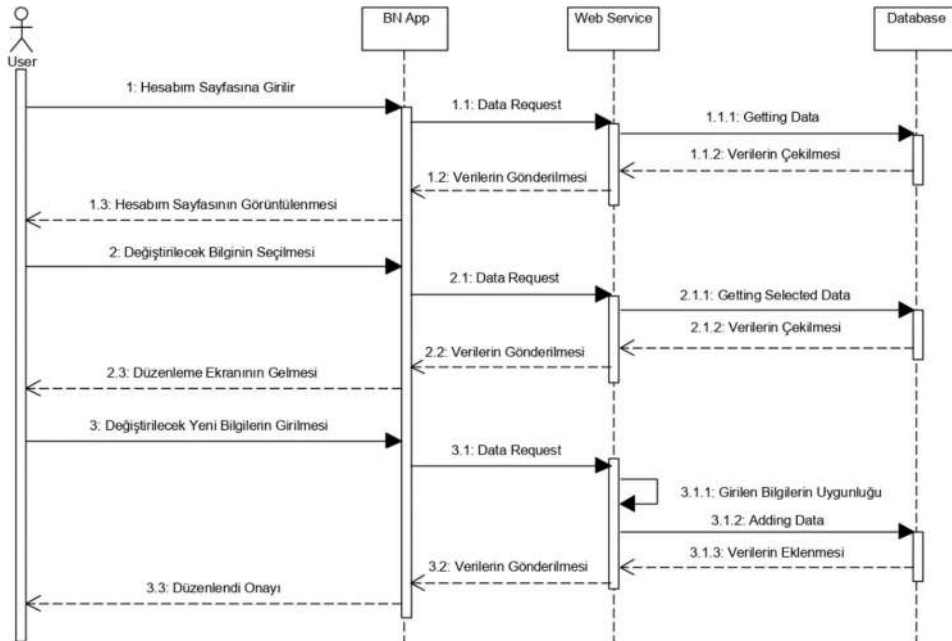 BN App
Web Service
Database
User
1: Hesabım Sayfasına Girilir
1.1: Data Request
1.1.1: Getting Data
1.1.2: Verilerin Çekilmesi
1.2: Verilerin Gönderilmesi
1.3: Hesabım Sayfasının Görüntülenmesi
2: Değiştirilecek Bilginin Seçilmesi
2.1: Data Request
2.1.1: Getting Selected Data
2.1.2: Verilerin Çekilmesi
2.2: Verilerin Gönderilmesi
2.3: Düzenleme Ekranının Gelmesi
3: Değiştirilecek Yeni Bilgilerin Girilmesi
3.1: Data Request
3.1.1: Girilen Bilgilerin Uygunluğu
3.1.2: Adding Data
3.1.3: Verilerin Eklenmesi
3.2: Verilerin Gönderilmesi
3.3: Düzenlendi Onayı